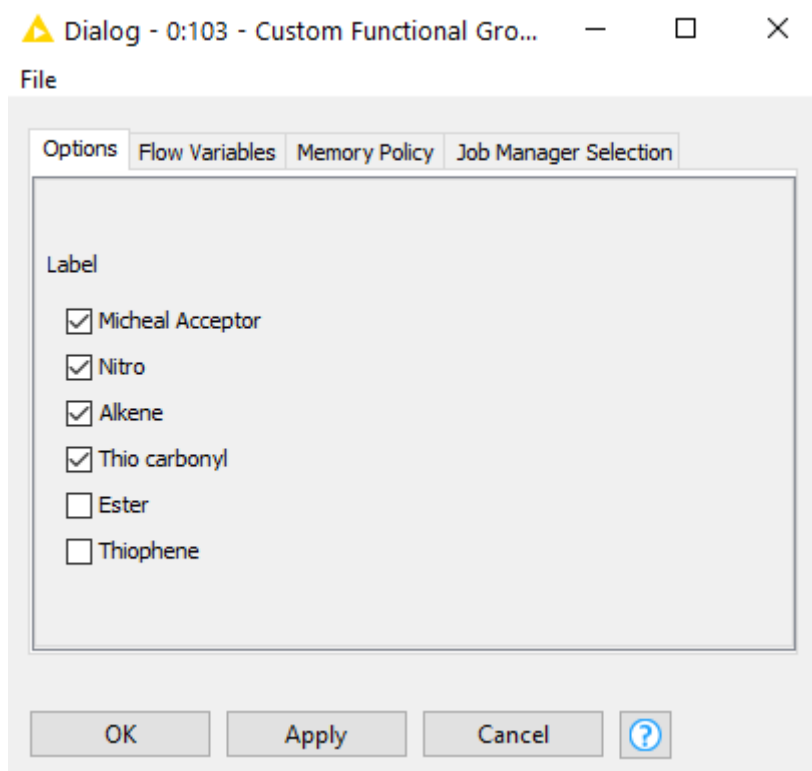 Dialog - 0:103 - Custom Functional Gro...
File
Options Flow Variables Memory Policy Job Manager Selection
Label
Micheal Acceptor
Nitro
Alkene
Thio carbonyl
Ester
Thiophene
OK Apply Cancel ?